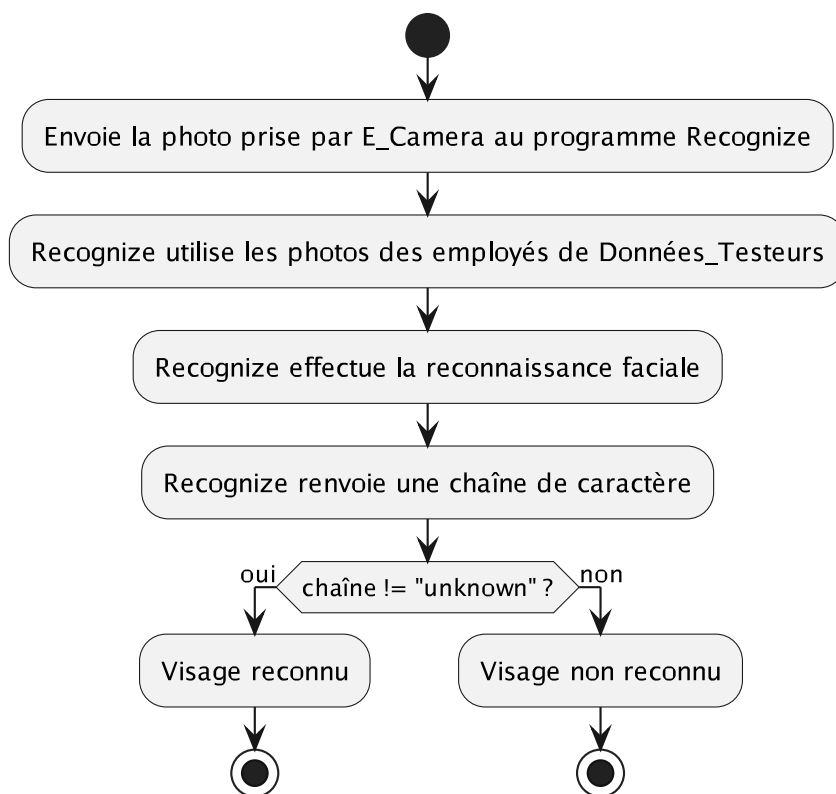 Envoie la photo prise par E_Camera au programme Recognize
Recognize utilise les photos des employés de Données_Testeurs
Recognize effectue la reconnaissance faciale
Recognize renvoie une chaîne de caractère
oui
chaîne != "unknown" ?
non
Visage reconnu
Visage non reconnu